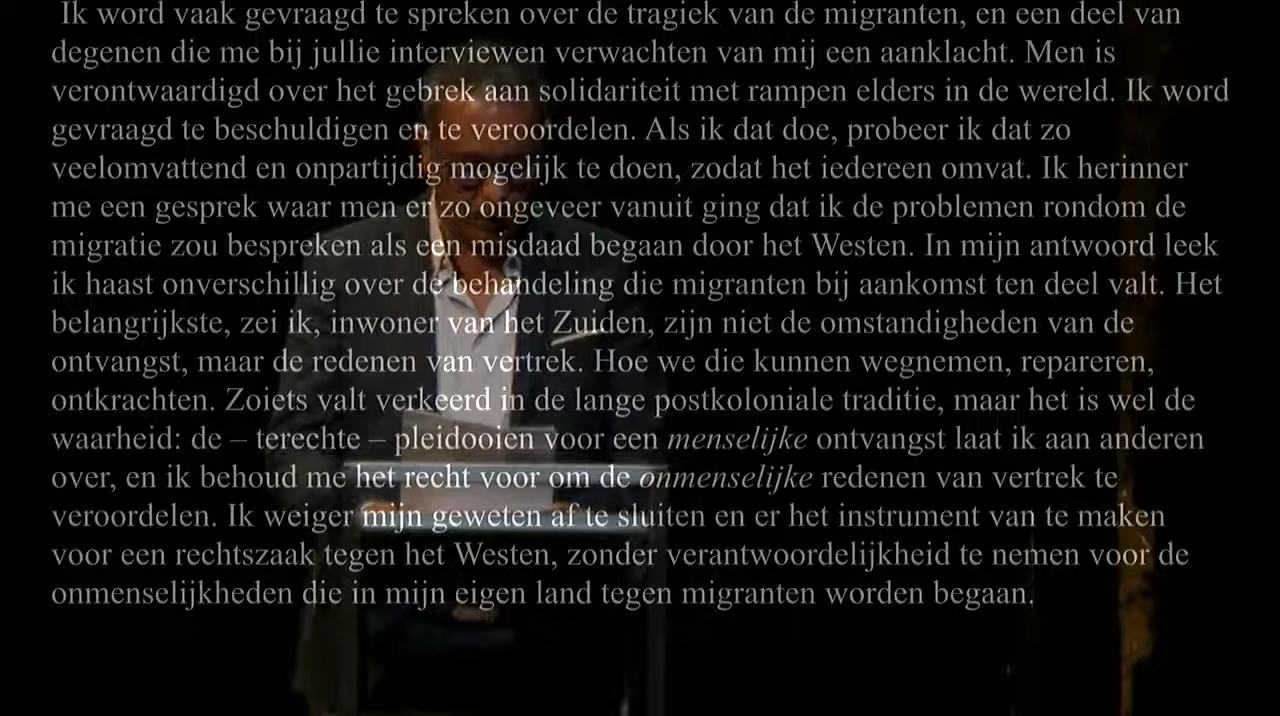 Ik word vaak gevraagd te spreken over de tragiek van de migranten, en een deel van
degenen die me bij jullie interviewen verwachten van mij een aanklacht. Men is
verontwaardigd over het gebrek aan solidariteit met rampen elders in de wereld. Ik word
gevraagd te beschuldigen en te veroordelen. Als ik dat doe, probeer ik dat zo
veelomvattend en onpartijdig mogelijk te doen, zodat het iedereen omvat. Ik herinner
me een gesprek waar men er zo ongeveer vanuit ging dat ik de problemen rondom de
migratie zou bespreken als een misdaad begaan door het Westen. In mijn antwoord leek
ik haast onverschillig over de behandeling die migranten bij aankomst ten deel valt. Het
belangrijkste, zei ik, inwoner van het Zuiden, zijn niet de omstandigheden van de
ontvangst, maar de redenen van vertrek. Hoe we die kunnen wegnemen, repareren,
ontkrachten. Zoiets valt verkeerd in de lange postkoloniale traditie, maar het is wel de
waarheid: de – terechte – pleidooien voor een menselijke ontvangst laat ik aan anderen
over, en ik behoud me het recht voor om de onmenselijke redenen van vertrek te
veroordelen. Ik weiger mijn geweten af te sluiten en er het instrument van te maken
voor een rechtszaak tegen het Westen, zonder verantwoordelijkheid te nemen voor de
onmenselijkheden die in mijn eigen land tegen migranten worden begaan.